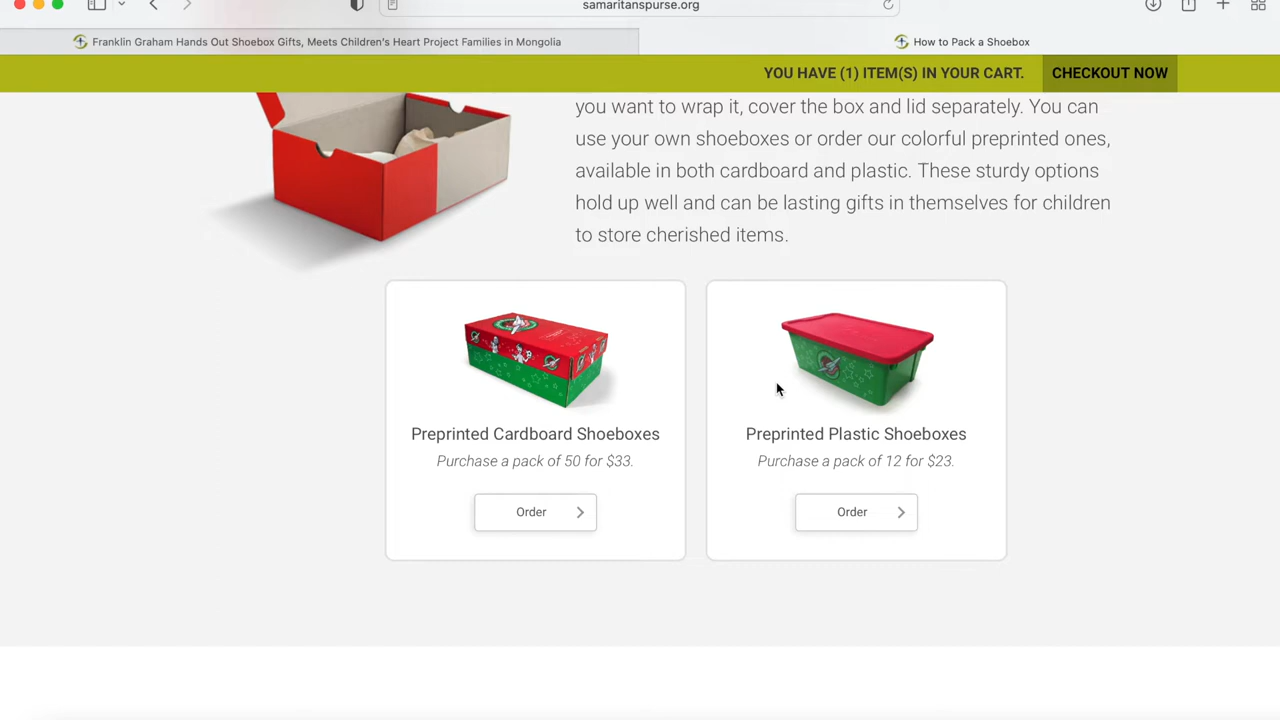 samaritanspurse.org
Franklin Graham Hands Out Shoebox Gifts, Meets Children's Heart Project Families in Mongolia
How to Pack a Shoebox
YOU HAVE (1) ITEM(S) IN YOUR CART.
CHECKOUT NOW
you want to wrap it, cover the box and lid separately. You can
use your own shoeboxes or order our colorful preprinted ones,
available in both cardboard and plastic. These sturdy options
hold up well and can be lasting gifts in themselves for children
to store cherished items.
Preprinted Cardboard Shoeboxes
Purchase a pack of 50 for $33.
Order
Preprinted Plastic Shoeboxes
Purchase a pack of 12 for $23.
Order